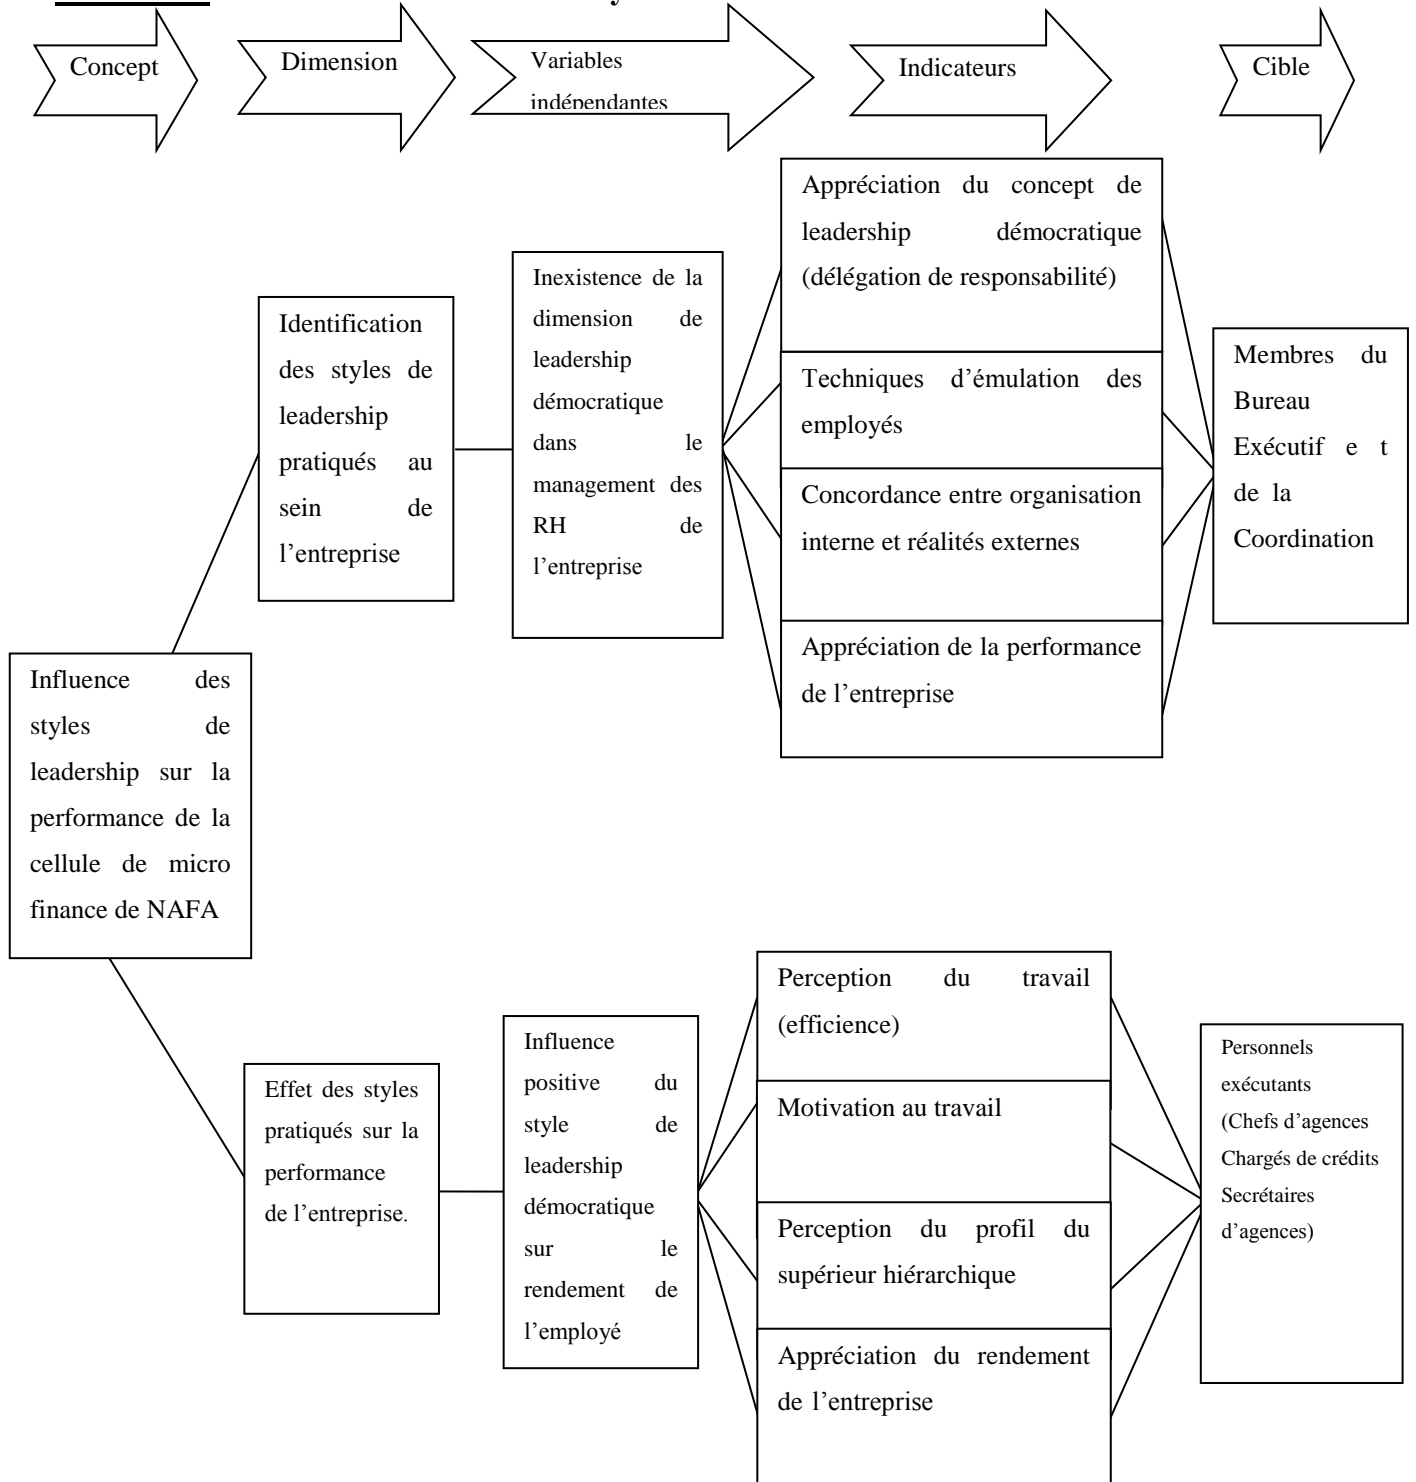 Concept
Dimension
Variables
indépendantes
Indicateurs
Cible
Influence des
styles de
leadership sur la
performance de la
cellule de micro
finance de NAFA
Identification
des styles de
leadership
pratiqués au
sein de
l’entreprise
Inexistence de la
dimension de
leadership
démocratique
dans le
management des
RH de
l’entreprise
Appréciation du concept de
leadership démocratique
(délégation de responsabilité)
Techniques d’émulation des
employés
Concordance entre organisation
interne et réalités externes
Appréciation de la performance
de l’entreprise
Membres du
Bureau
Exécutif e t
de la
Coordination
Effet des styles
pratiqués sur la
performance
de l’entreprise.
Influence
positive du
style de
leadership
démocratique
sur le
rendement de
l’employé
Perception du travail
(efficience)
Motivation au travail
Perception du profil du
supérieur hiérarchique
Appréciation du rendement
de l’entreprise
Personnels
exécutants
(Chefs d’agences
Chargés de crédits
Secrétaires
d’agences)